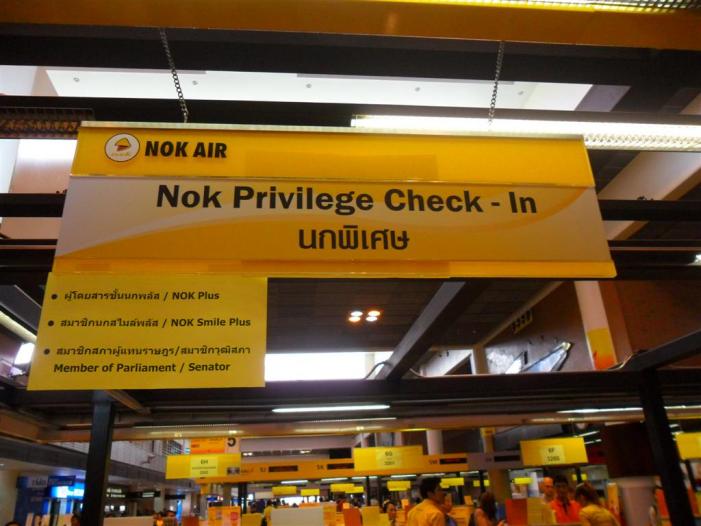 NOK AIR
Nok Privilege Check - In
นกพิเศษ
● ผู้โดยสารชั้นนกพลัส / NOK Plus
● สมาชิกนกสไมล์พลัส / NOK Smile Plus
● สมาชิกสภาผู้แทนราษฎร/สมาชิกวุฒิสภา
Member of Parliament / Senator
6H
6G
6F